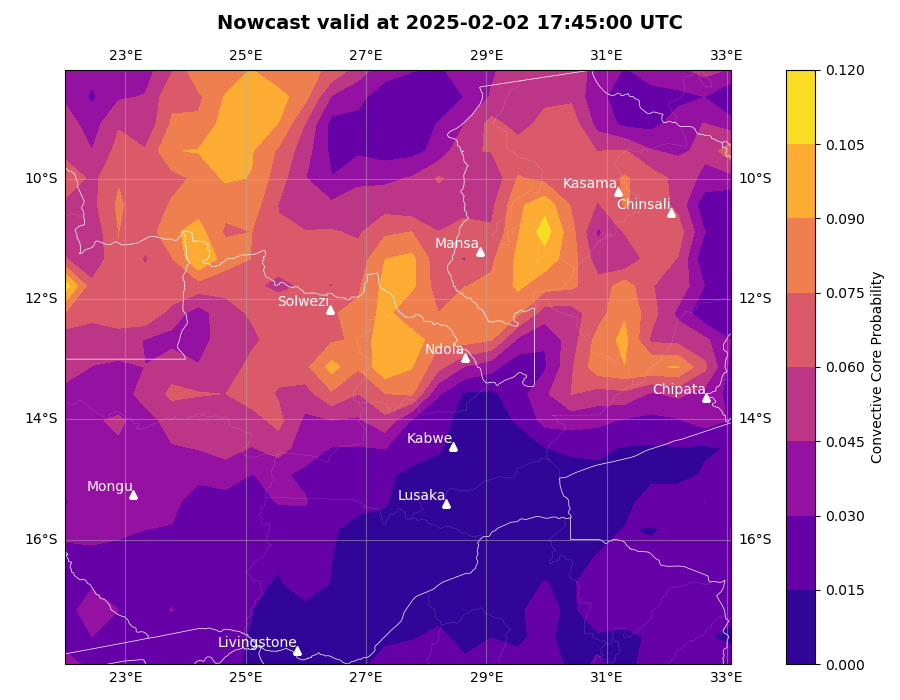 Nowcast valid at 2025-02-02 17:45:00 UTC
23°E 25°E 27°E 29°E 31°E 33°E
0.120
0.105
10°S Kasama 10°S
Chinsali
0.090
Mansa
0.075
12°S 12°S
Solwezi
Convective Core Probability
0.060
Ndola
Chipata
14°S 14°S
0.045
Kabwe
Mongu
Lusaka
0.030
16°S 16°S
0.015
Livingstone
0.000
23°E 25°E 27°E 29°E 31°E 33°E